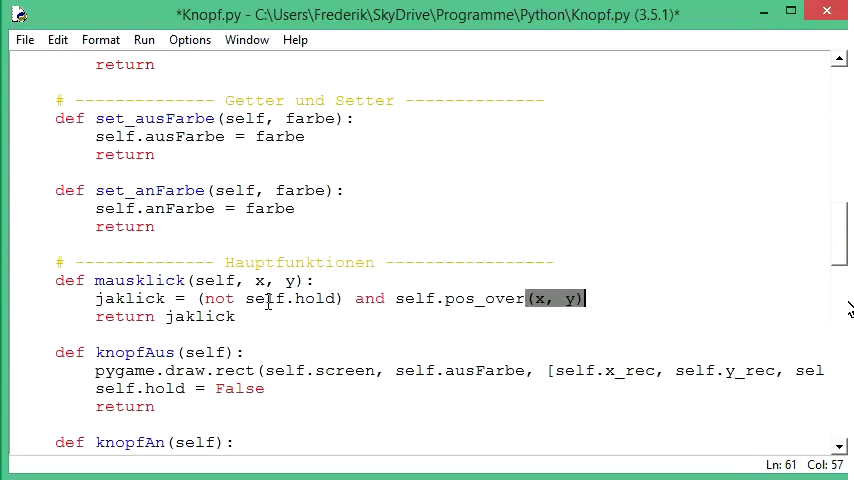 *Knopf.py - C:\Users\Frederik\SkyDrive\Programme\Python\Knopf.py (3.5.1)*
File Edit Format Run Options Window Help
return
# -------------- Getter und Setter --------------
def set_ausFarbe(self, farbe):
self.ausFarbe = farbe
return
def set_anFarbe(self, farbe):
self.anFarbe = farbe
return
# -------------- Hauptfunktionen -----------------
def mausklick(self, x, y):
jaklick = (not self.hold) and self.pos_over(x, y)
return jaklick
def knopfAus(self):
pygame.draw.rect(self.screen, self.ausFarbe, [self.x_rec, self.y_rec, sel
self.hold = False
return
def knopfAn(self):
Ln: 61 Col: 57